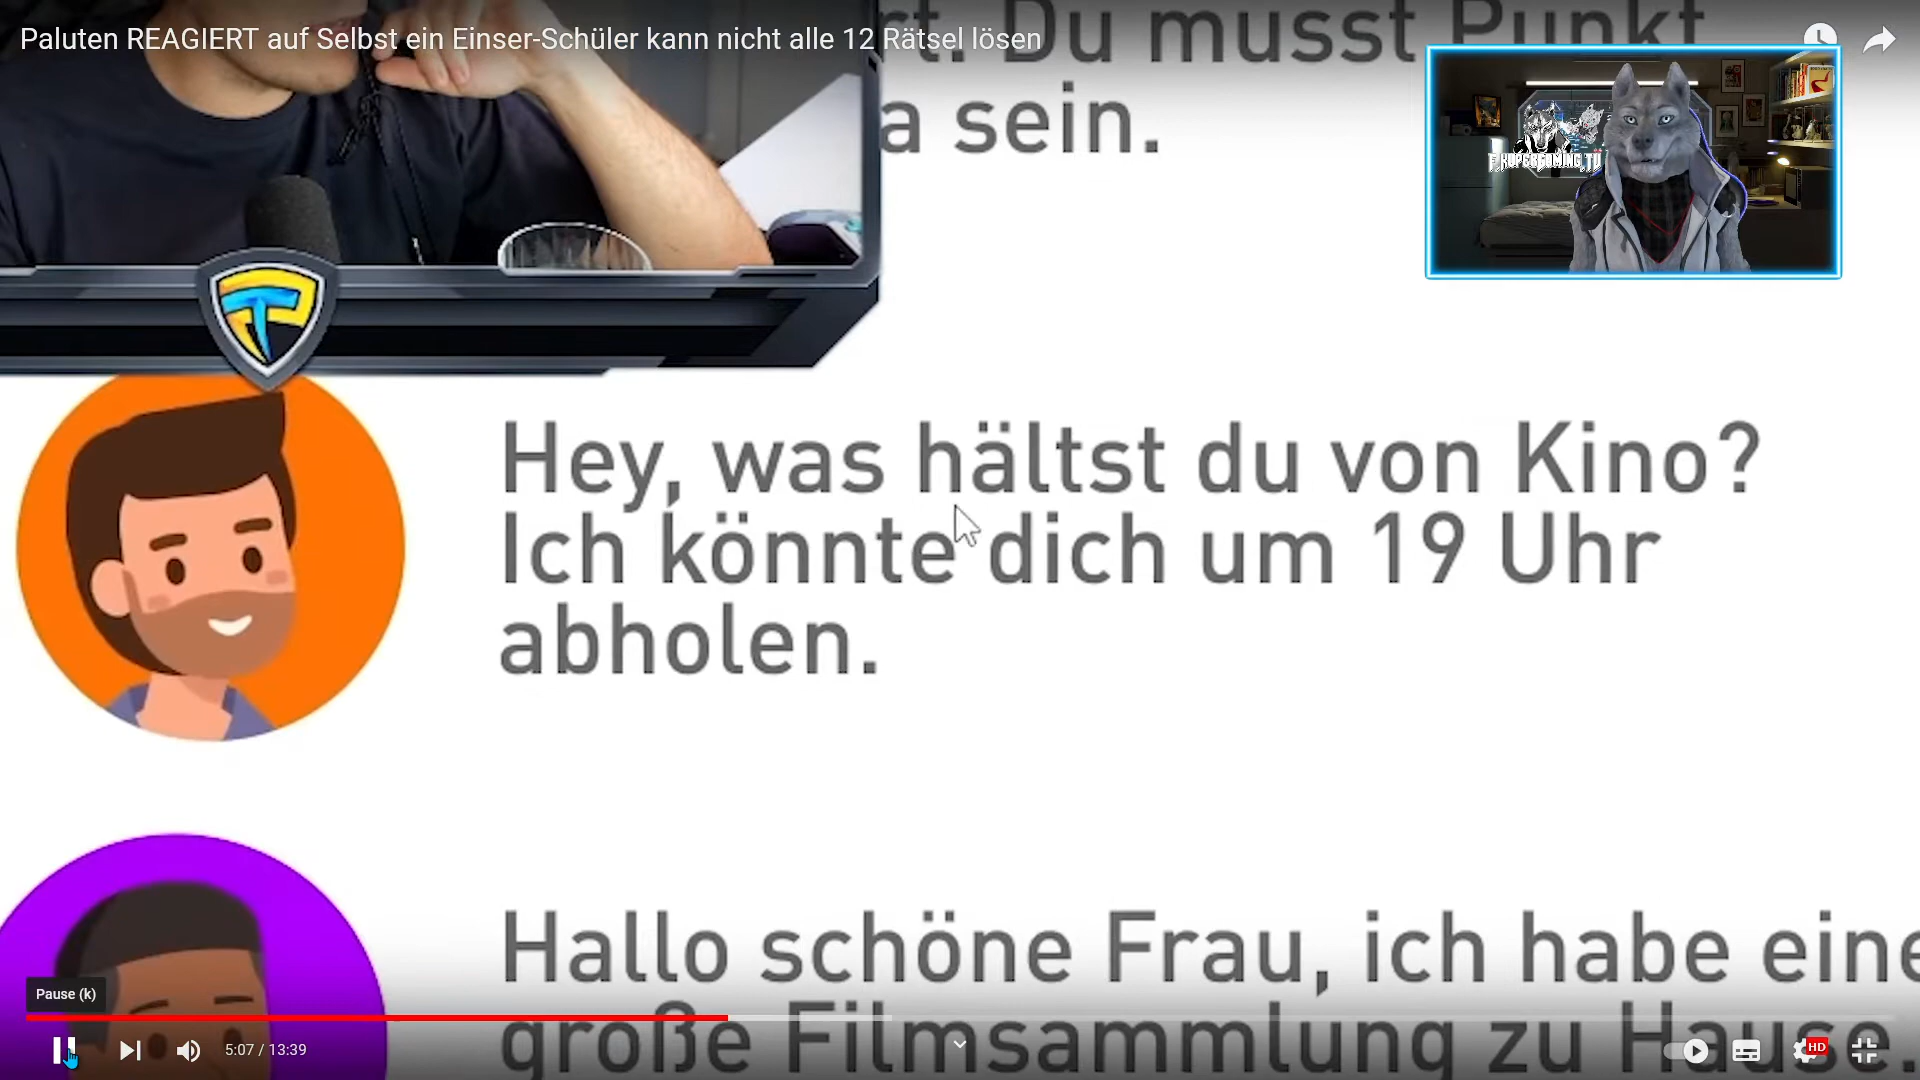 Paluten REAGIERT auf Selbst ein Einser-Schüler kann nicht alle 12 Rätsel lösen
rt. Du musst Punkt
a sein.
Hey, was hältst du von Kino?
Ich könnte dich um 19 Uhr
abholen.
Hallo schöne Frau, ich habe eine
große Filmsammlung zu Hause.
Pause (k)
5:07 / 13:39
HD